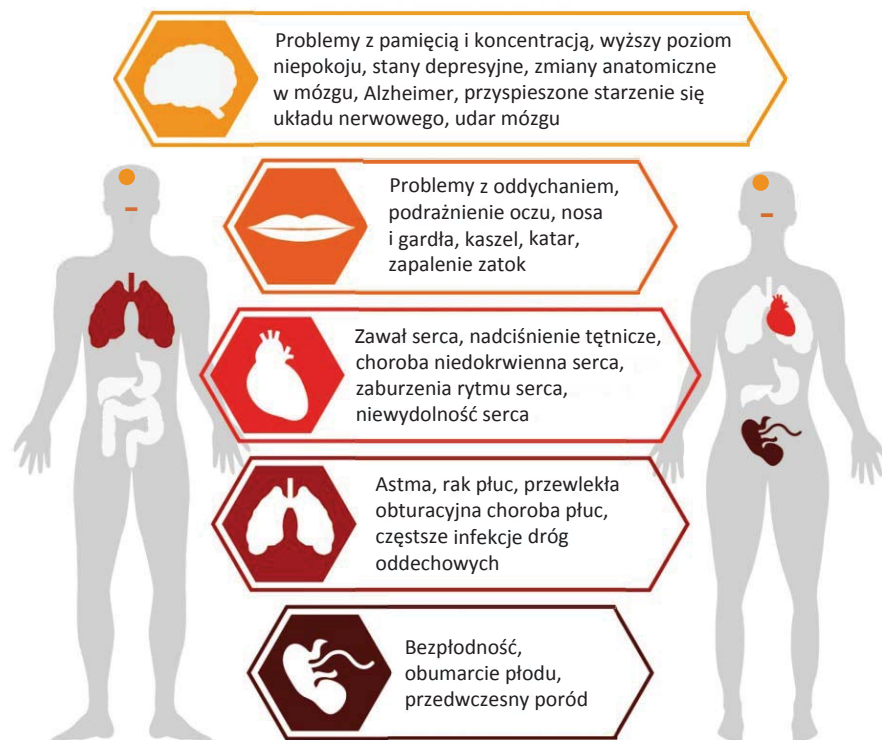 Problemy z pamięcią i koncentracją, wyższy poziom
niepokoju, stany depresyjne, zmiany anatomiczne
w mózgu, Alzheimer, przyspieszone starzenie się
układu nerwowego, udar mózgu
Problemy z oddychaniem,
podrażnienie oczu, nosa
i gardła, kaszel, katar,
zapalenie zatok
Zawał serca, nadciśnienie tętnicze,
choroba niedokrwienna serca,
zaburzenia rytmu serca,
niewydolność serca
Astma, rak płuc, przewlekła
obturacyjna choroba płuc,
częstsze infekcje dróg
oddechowych
Bezpłodność,
obumarcie płodu,
przedwczesny poród